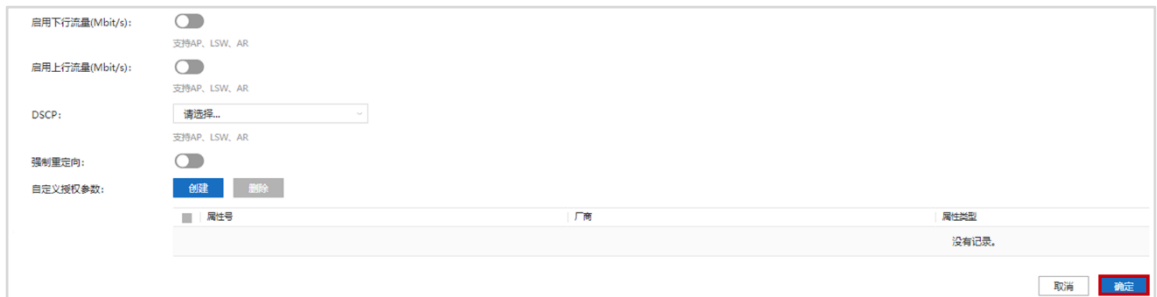 启用下行流量(Mbit/s):
支持AP、LSW、AR
启用上行流量(Mbit/s):
支持AP、LSW、AR
DSCP: 请选择...
支持AP、LSW、AR
强制重定向:
自定义授权参数: 创建 删除
属性号 厂商 属性类型
没有记录。
取消 确定